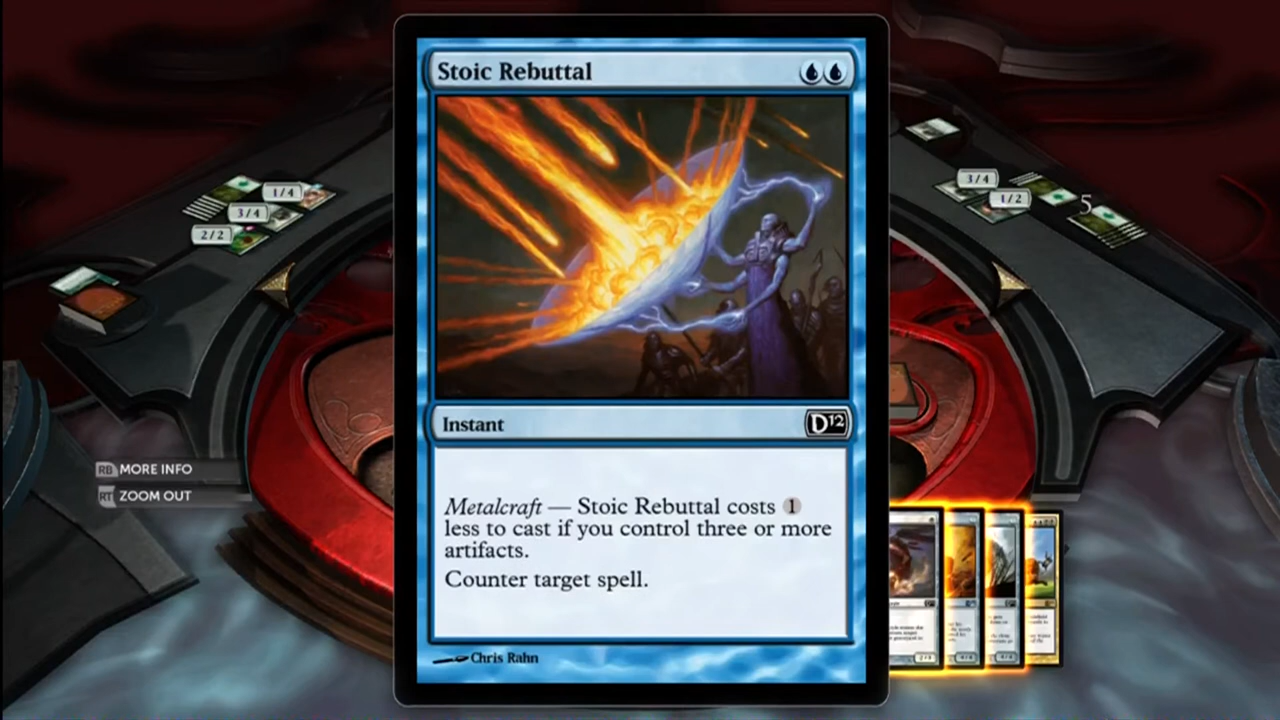 Stoic Rebuttal
1/4
3/4
2/2
3/4
1/2
5
Instant
D12
RB MORE INFO
RT ZOOM OUT
Metalcraft — Stoic Rebuttal costs 1
less to cast if you control three or more
artifacts.
Counter target spell.
Chris Rahn